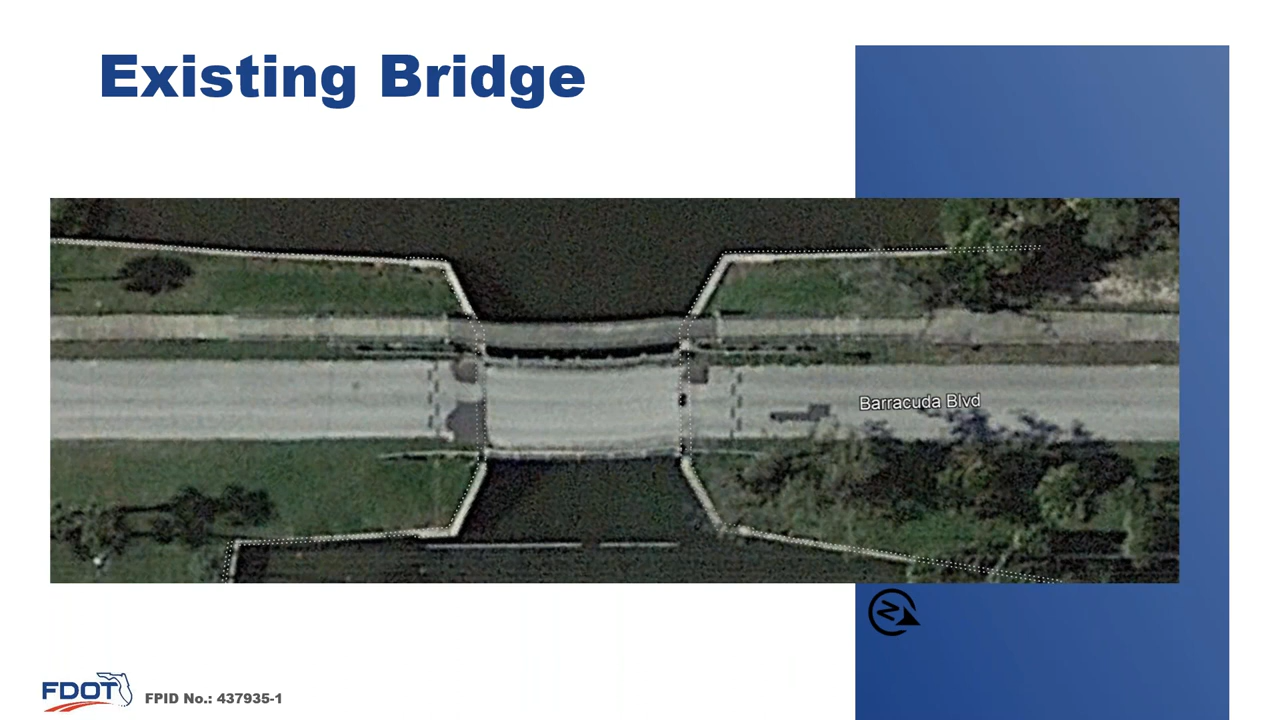 Existing Bridge
Barracuda Blvd
N
FDOT
FPID No.: 437935-1